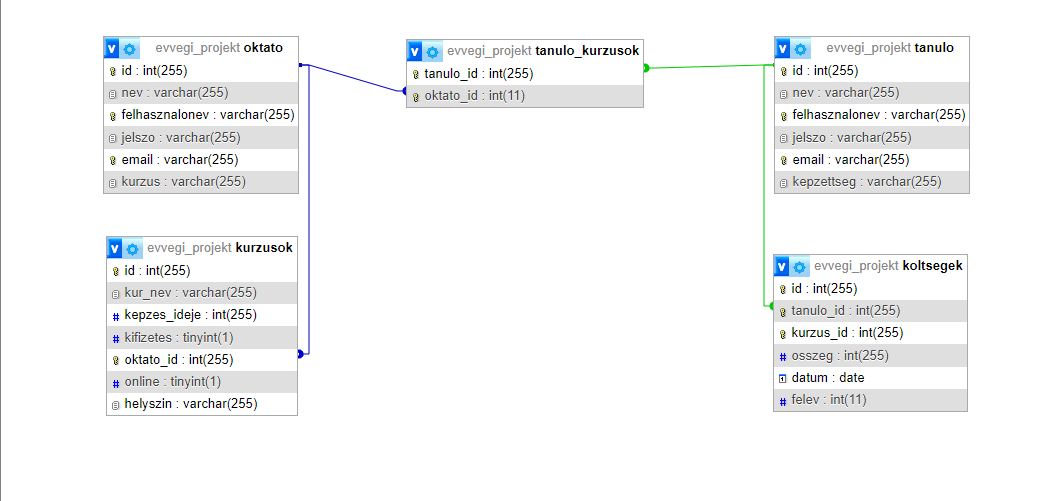 evvegi_projekt oktato
id : int(255)
nev : varchar(255)
felhasznalonev : varchar(255)
jelszo : varchar(255)
email : varchar(255)
kurzus : varchar(255)
evvegi_projekt tanulo_kurzusok
tanulo_id : int(255)
oktato_id : int(11)
evvegi_projekt tanulo
id : int(255)
nev : varchar(255)
felhasznalonev : varchar(255)
jelszo : varchar(255)
email : varchar(255)
kepzettseg : varchar(255)
evvegi_projekt kurzusok
id : int(255)
kur_nev : varchar(255)
kepzes_ideje : int(255)
kifizetes : tinyint(1)
oktato_id : int(255)
online : tinyint(1)
helyszin : varchar(255)
evvegi_projekt koltsegek
id : int(255)
tanulo_id : int(255)
kurzus_id : int(255)
osszeg : int(255)
datum : date
felev : int(11)